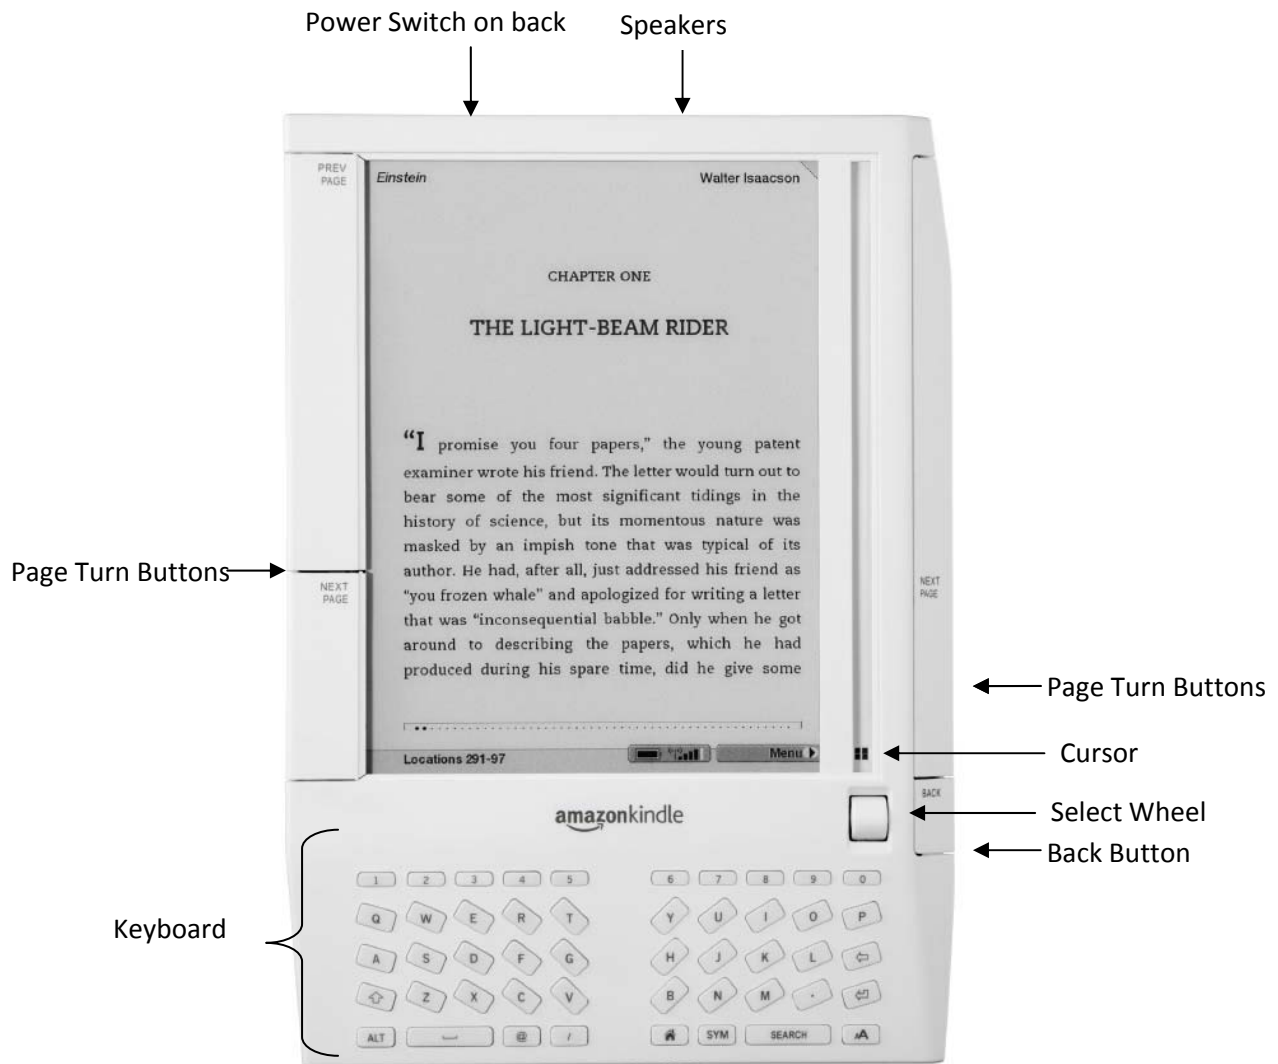 Power Switch on back
Speakers
PREV
PAGE
Einstein
Walter Isaacson
CHAPTER ONE
THE LIGHT-BEAM RIDER
“I promise you four papers,” the young patent
examiner wrote his friend. The letter would turn out to
bear some of the most significant tidings in the
history of science, but its momentous nature was
masked by an impish tone that was typical of its
author. He had, after all, just addressed his friend as
“you frozen whale” and apologized for writing a letter
that was “inconsequential babble.” Only when he got
around to describing the papers, which he had
produced during his spare time, did he give some
Page Turn Buttons
NEXT
PAGE
NEXT
PAGE
Page Turn Buttons
Locations 291-97
Menu
Cursor
BACK
Select Wheel
Back Button
amazonkindle
Keyboard
1 2 3 4 5 6 7 8 9 0
Q W E R T Y U I O P
A S D F G H J K L
Z X C V B N M .
ALT @ / SYM SEARCH AA